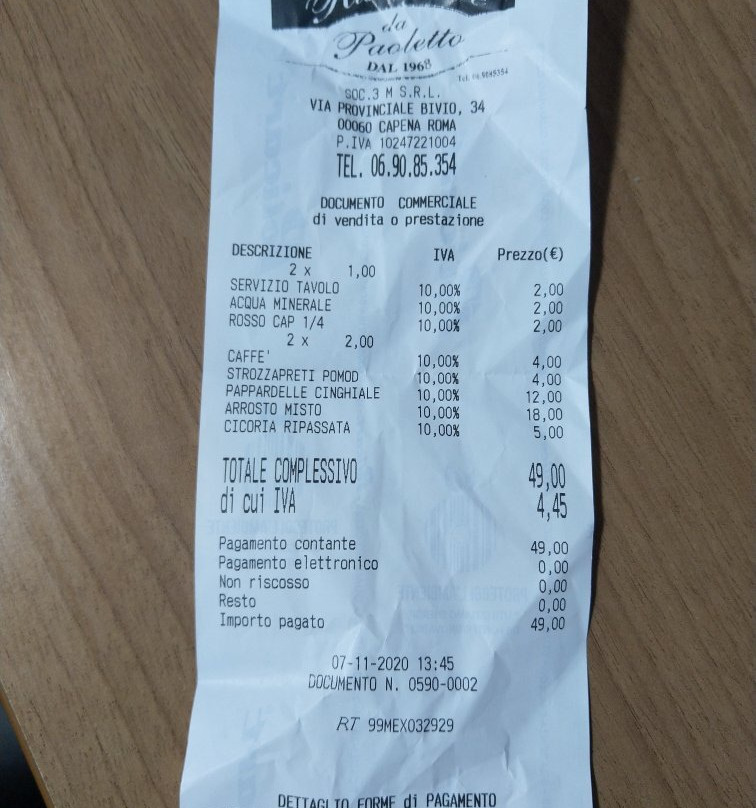 da
Paoletto
DAL 1968
SOC.3 M S.R.L.
VIA PROVINCIALE BIVIO, 34
00060 CAPENA ROMA
P.IVA 10247221004
TEL. 06.90.85.354
DOCUMENTO COMMERCIALE
di vendita o prestazione
DESCRIZIONE IVA Prezzo(€)
2 x 1,00
SERVIZIO TAVOLO 10,00% 2,00
ACQUA MINERALE 10,00% 2,00
ROSSO CAP 1/4 10,00% 2,00
2 x 2,00
CAFFE' 10,00% 4,00
STROZZAPRETI POMOD 10,00% 4,00
PAPPARDELLE CINGHIALE 10,00% 12,00
ARROSTO MISTO 10,00% 18,00
CICORIA RIPASSATA 10,00% 5,00
TOTALE COMPLESSIVO 49,00
di cui IVA 4,45
Pagamento contante 49,00
Pagamento elettronico 0,00
Non riscosso 0,00
Resto 0,00
Importo pagato 49,00
07-11-2020 13:45
DOCUMENTO N. 0590-0002
RT 99MEX032929
DETTAGLIO FORME di PAGAMENTO